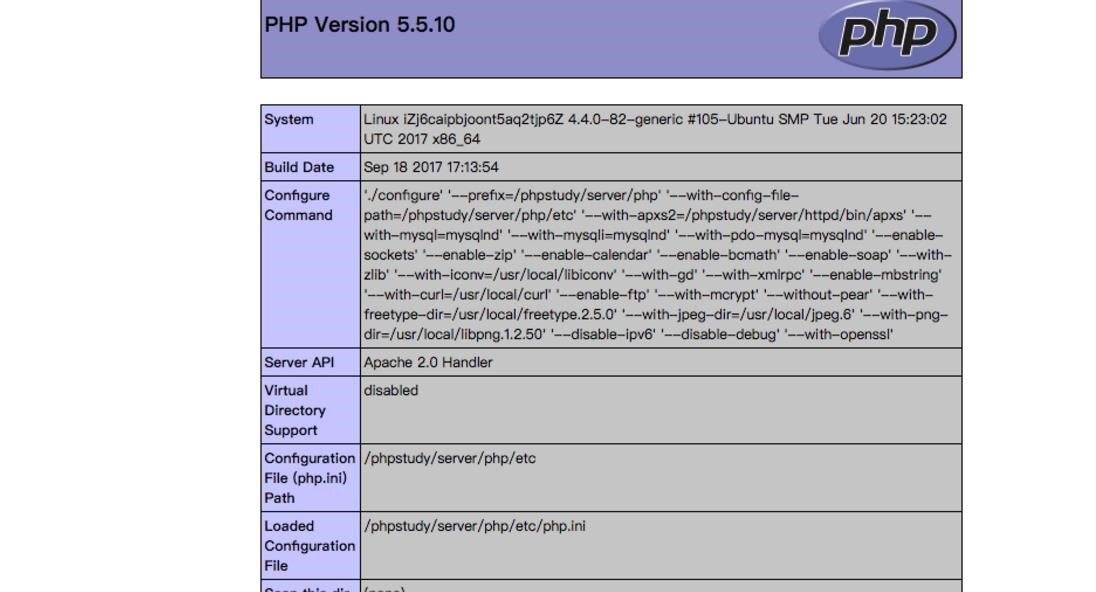 PHP Version 5.5.10
php
System
Linux iZj6caipbjoont5aq2tjp6Z 4.4.0-82-generic #105-Ubuntu SMP Tue Jun 20 15:23:02
UTC 2017 x86_64
Build Date
Sep 18 2017 17:13:54
Configure
Command
'./configure' '--prefix=/phpstudy/server/php' '--with-config-file-
path=/phpstudy/server/php/etc' '--with-apxs2=/phpstudy/server/httpd/bin/apxs' '--
with-mysql=mysqlnd' '--with-mysqli=mysqlnd' '--with-pdo-mysql=mysqlnd' '--enable-
sockets' '--enable-zip' '--enable-calendar' '--enable-bcmath' '--enable-soap' '--with-
zlib' '--with-iconv=/usr/local/libiconv' '--with-gd' '--with-xmlrpc' '--enable-mbstring'
'--with-curl=/usr/local/curl' '--enable-ftp' '--with-mcrypt' '--without-pear' '--with-
freetype-dir=/usr/local/freetype.2.5.0' '--with-jpeg-dir=/usr/local/jpeg.6' '--with-png-
dir=/usr/local/libpng.1.2.50' '--disable-ipv6' '--disable-debug' '--with-openssl'
Server API
Apache 2.0 Handler
Virtual
Directory
Support
disabled
Configuration
File (php.ini)
Path
/phpstudy/server/php/etc
Loaded
Configuration
File
/phpstudy/server/php/etc/php.ini
Scan this dir
(none)